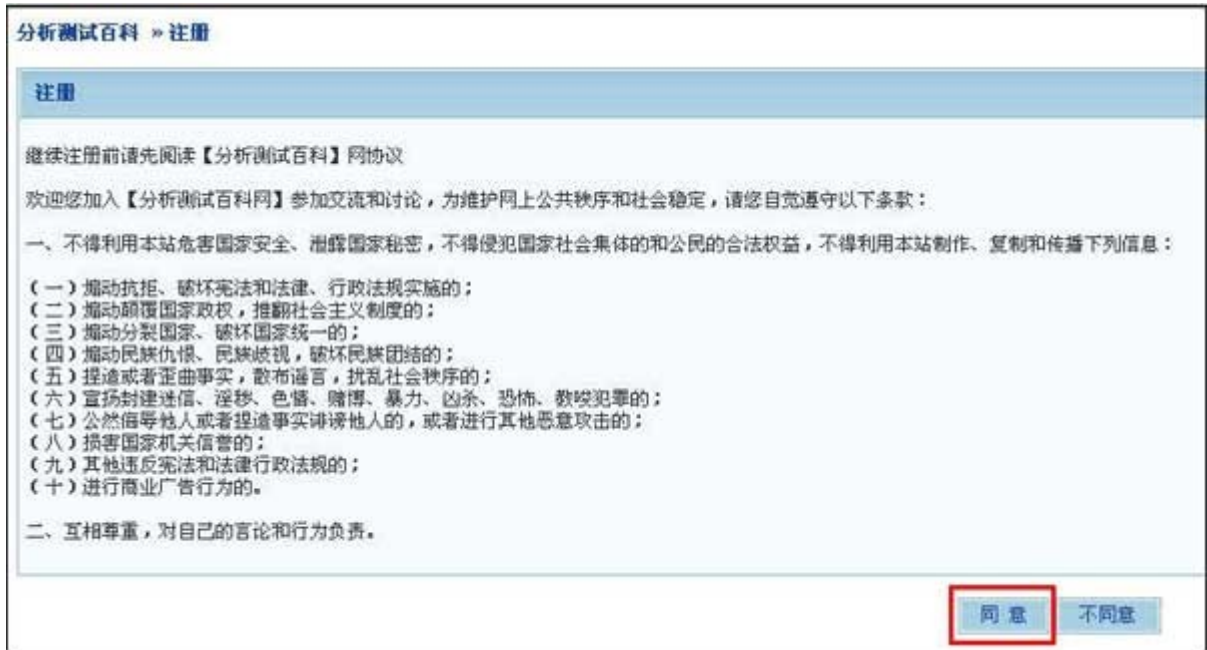 分析测试百科 » 注册
注册
继续注册前请先阅读【分析测试百科】网协议
欢迎您加入【分析测试百科网】参加交流和讨论，为维护网上公共秩序和社会稳定，请您自觉遵守以下条款：
一、不得利用本站危害国家安全、泄露国家秘密，不得侵犯国家社会集体的和公民的合法权益，不得利用本站制作、复制和传播下列信息：
（一）煽动抗拒、破坏宪法和法律、行政法规实施的；
（二）煽动颠覆国家政权，推翻社会主义制度的；
（三）煽动分裂国家、破坏国家统一的；
（四）煽动民族仇恨、民族歧视，破坏民族团结的；
（五）捏造或者歪曲事实，散布谣言，扰乱社会秩序的；
（六）宣扬封建迷信、淫秽、色情、赌博、暴力、凶杀、恐怖、教唆犯罪的；
（七）公然侮辱他人或者捏造事实诽谤他人的，或者进行其他恶意攻击的；
（八）损害国家机关信誉的；
（九）其他违反宪法和法律行政法规的；
（十）进行商业广告行为的。
二、互相尊重，对自己的言论和行为负责。
同 意 不同意